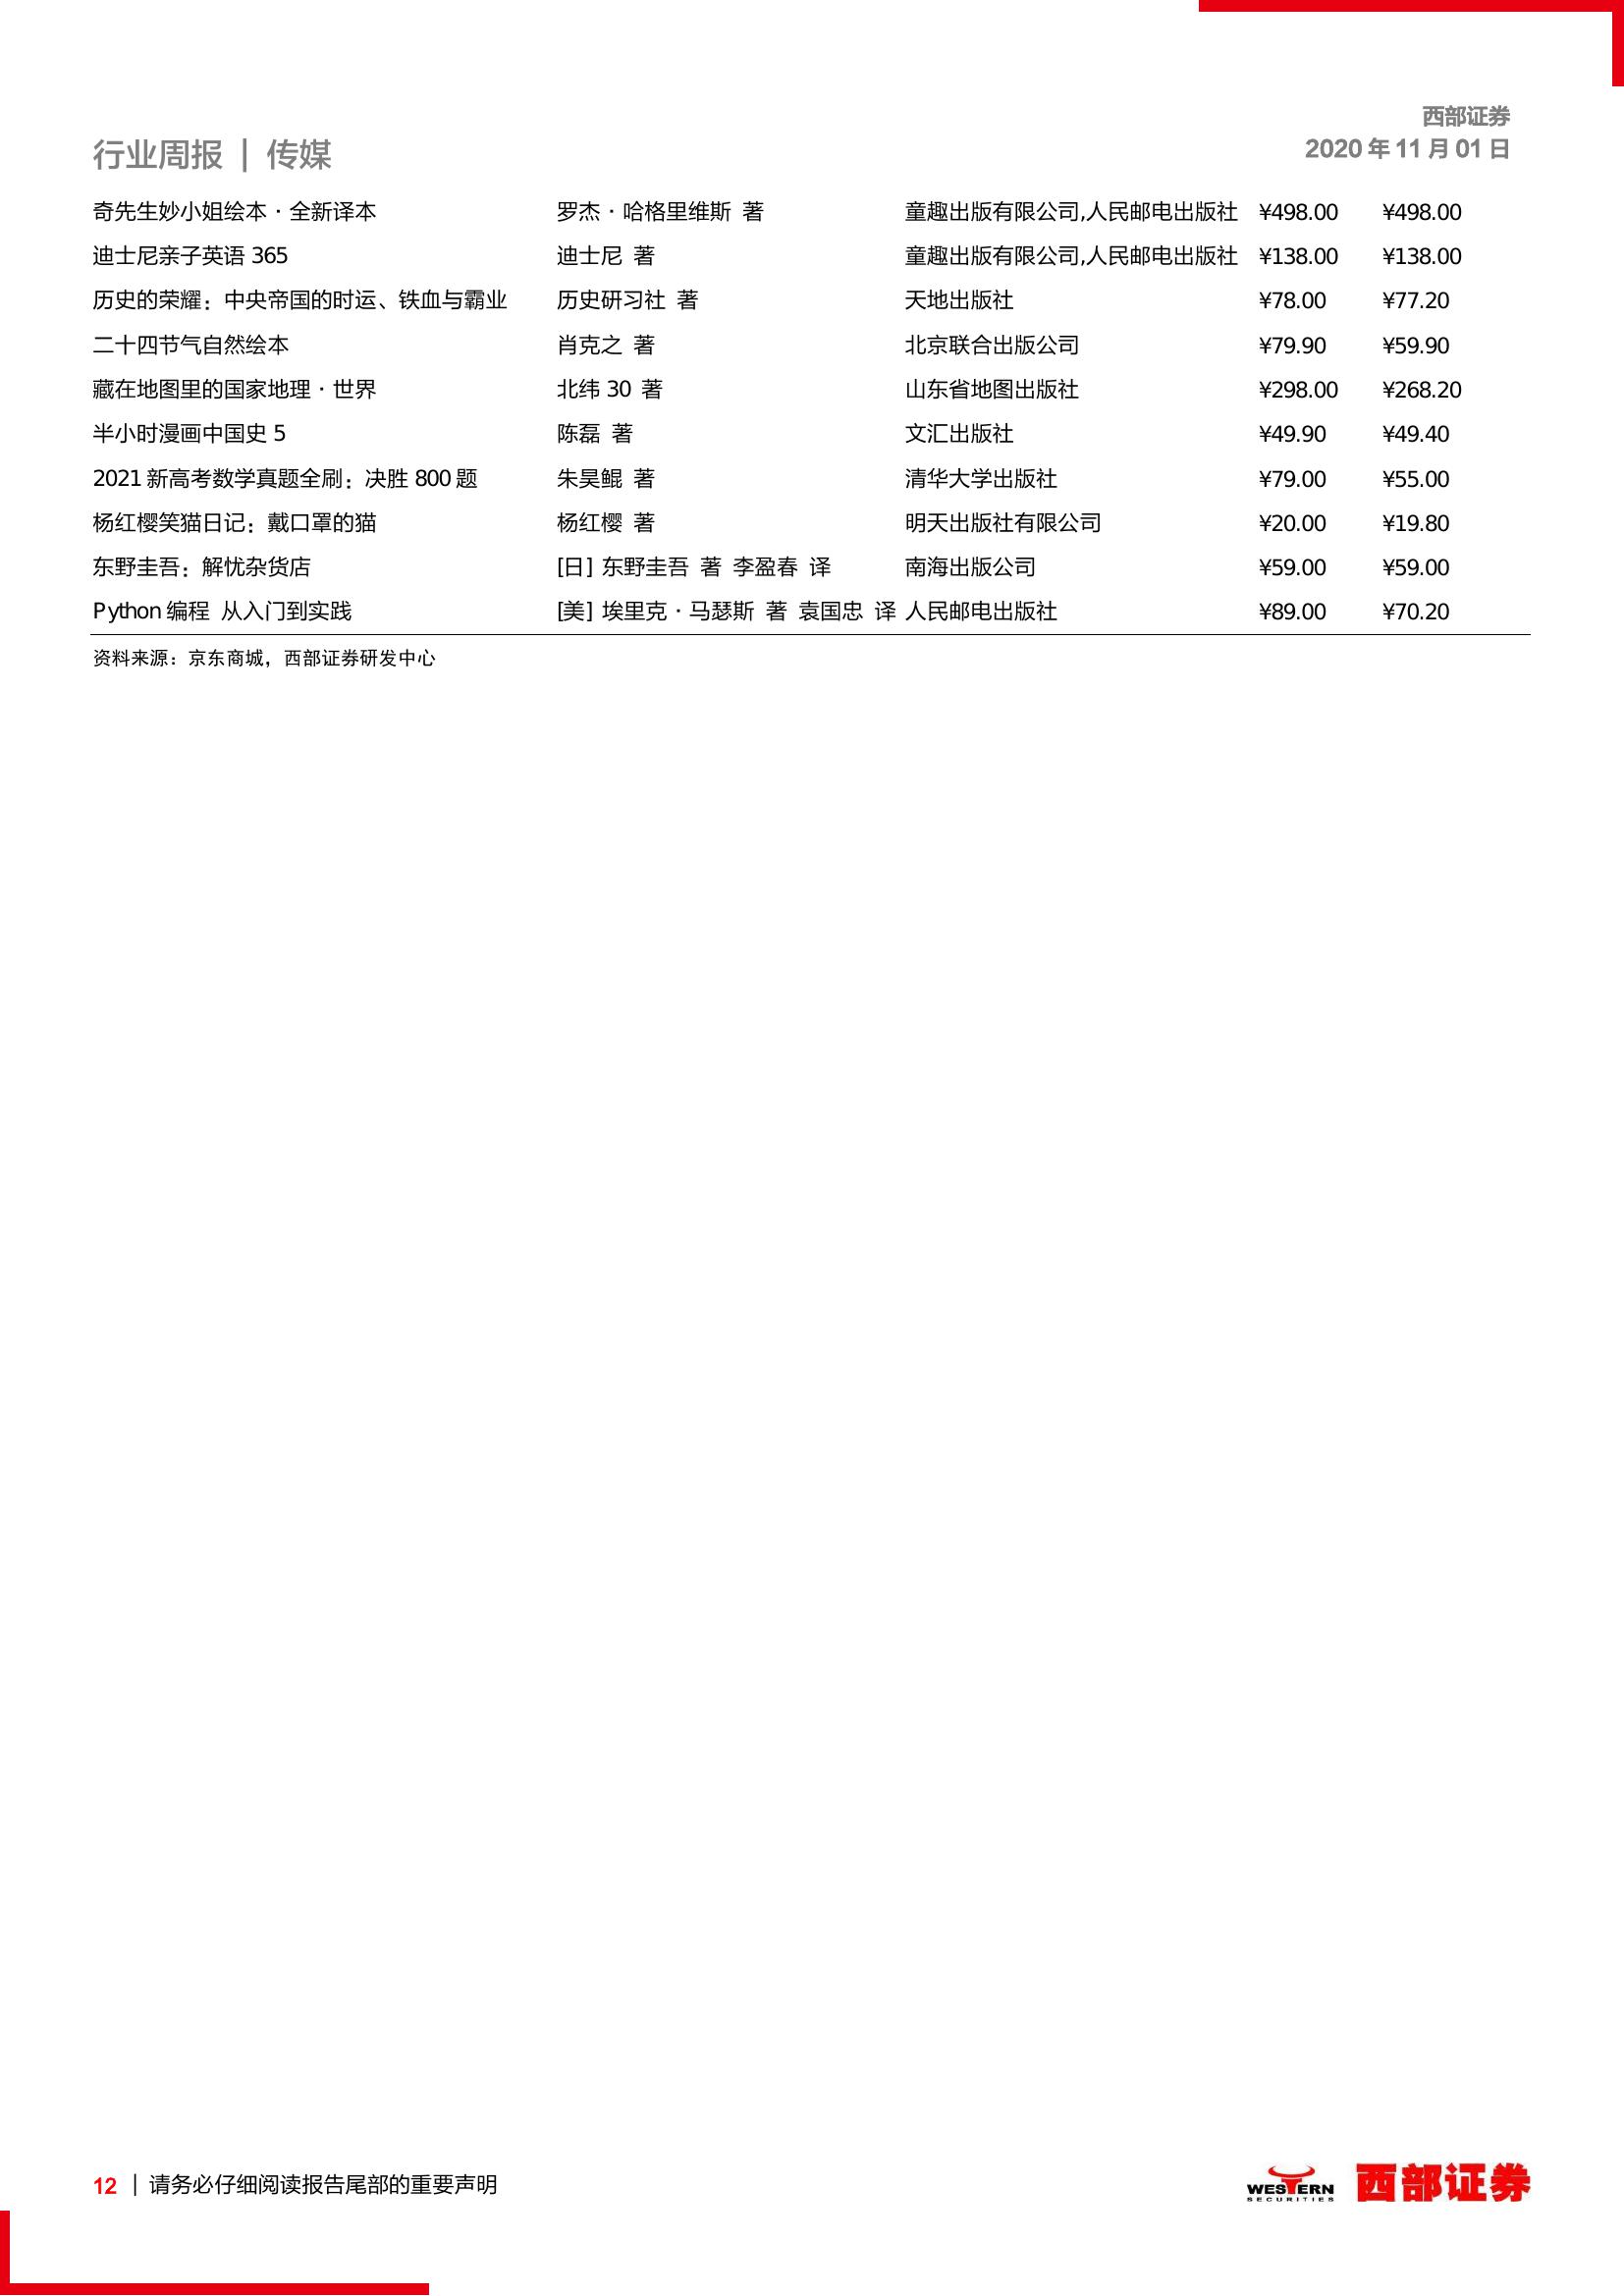 西部证券
行业周报 | 传媒
2020 年 11 月 01 日
奇先生妙小姐绘本·全新译本 罗杰·哈格里维斯 著 童趣出版有限公司,人民邮电出版社 ¥498.00 ¥498.00
迪士尼亲子英语 365 迪士尼 著 童趣出版有限公司,人民邮电出版社 ¥138.00 ¥138.00
历史的荣耀：中央帝国的时运、铁血与霸业 历史研习社 著 天地出版社 ¥78.00 ¥77.20
二十四节气自然绘本 肖克之 著 北京联合出版公司 ¥79.90 ¥59.90
藏在地图里的国家地理·世界 北纬 30 著 山东省地图出版社 ¥298.00 ¥268.20
半小时漫画中国史 5 陈磊 著 文汇出版社 ¥49.90 ¥49.40
2021 新高考数学真题全刷：决胜 800 题 朱昊鲲 著 清华大学出版社 ¥79.00 ¥55.00
杨红樱笑猫日记：戴口罩的猫 杨红樱 著 明天出版社有限公司 ¥20.00 ¥19.80
东野圭吾：解忧杂货店 [日] 东野圭吾 著 李盈春 译 南海出版公司 ¥59.00 ¥59.00
Python 编程 从入门到实践 [美] 埃里克·马瑟斯 著 袁国忠 译 人民邮电出版社 ¥89.00 ¥70.20
资料来源：京东商城，西部证券研发中心
12 | 请务必仔细阅读报告尾部的重要声明
WESTERN
SECURITIES
西部证券